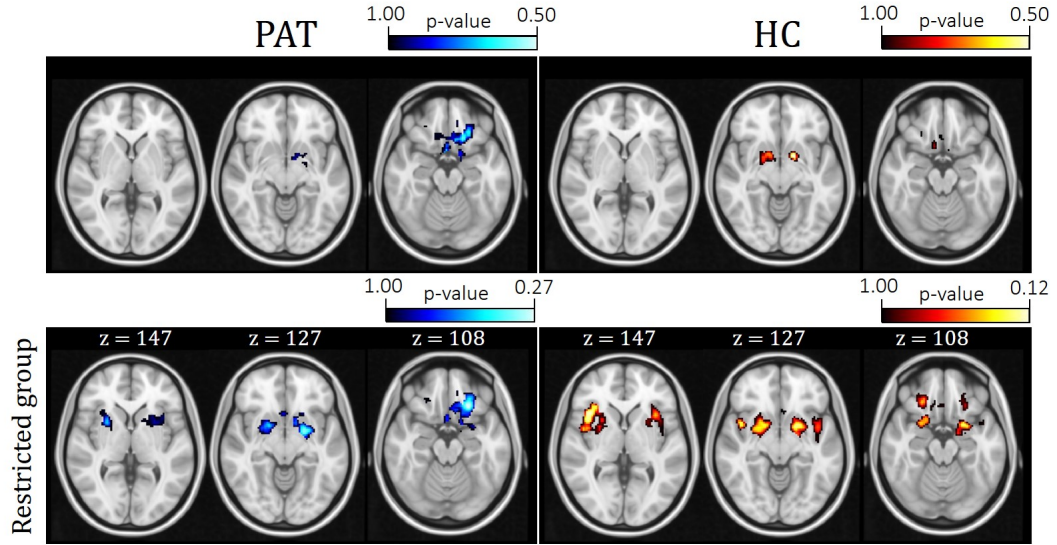 PAT
1.00 p-value 0.50
HC
1.00 p-value 0.50
1.00 p-value 0.27
1.00 p-value 0.12
Restricted group
z = 147 z = 127 z = 108
z = 147 z = 127 z = 108